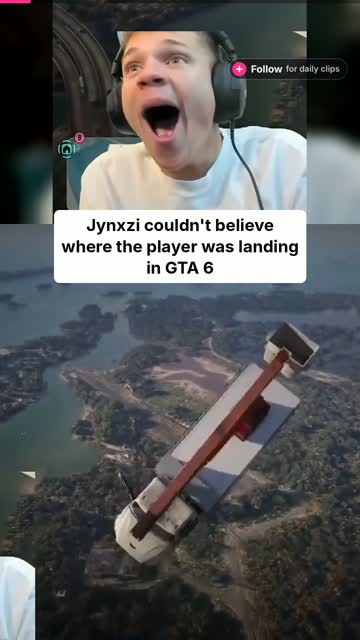 Follow for daily clips
Jynxzi couldn't believe
where the player was landing
in GTA 6